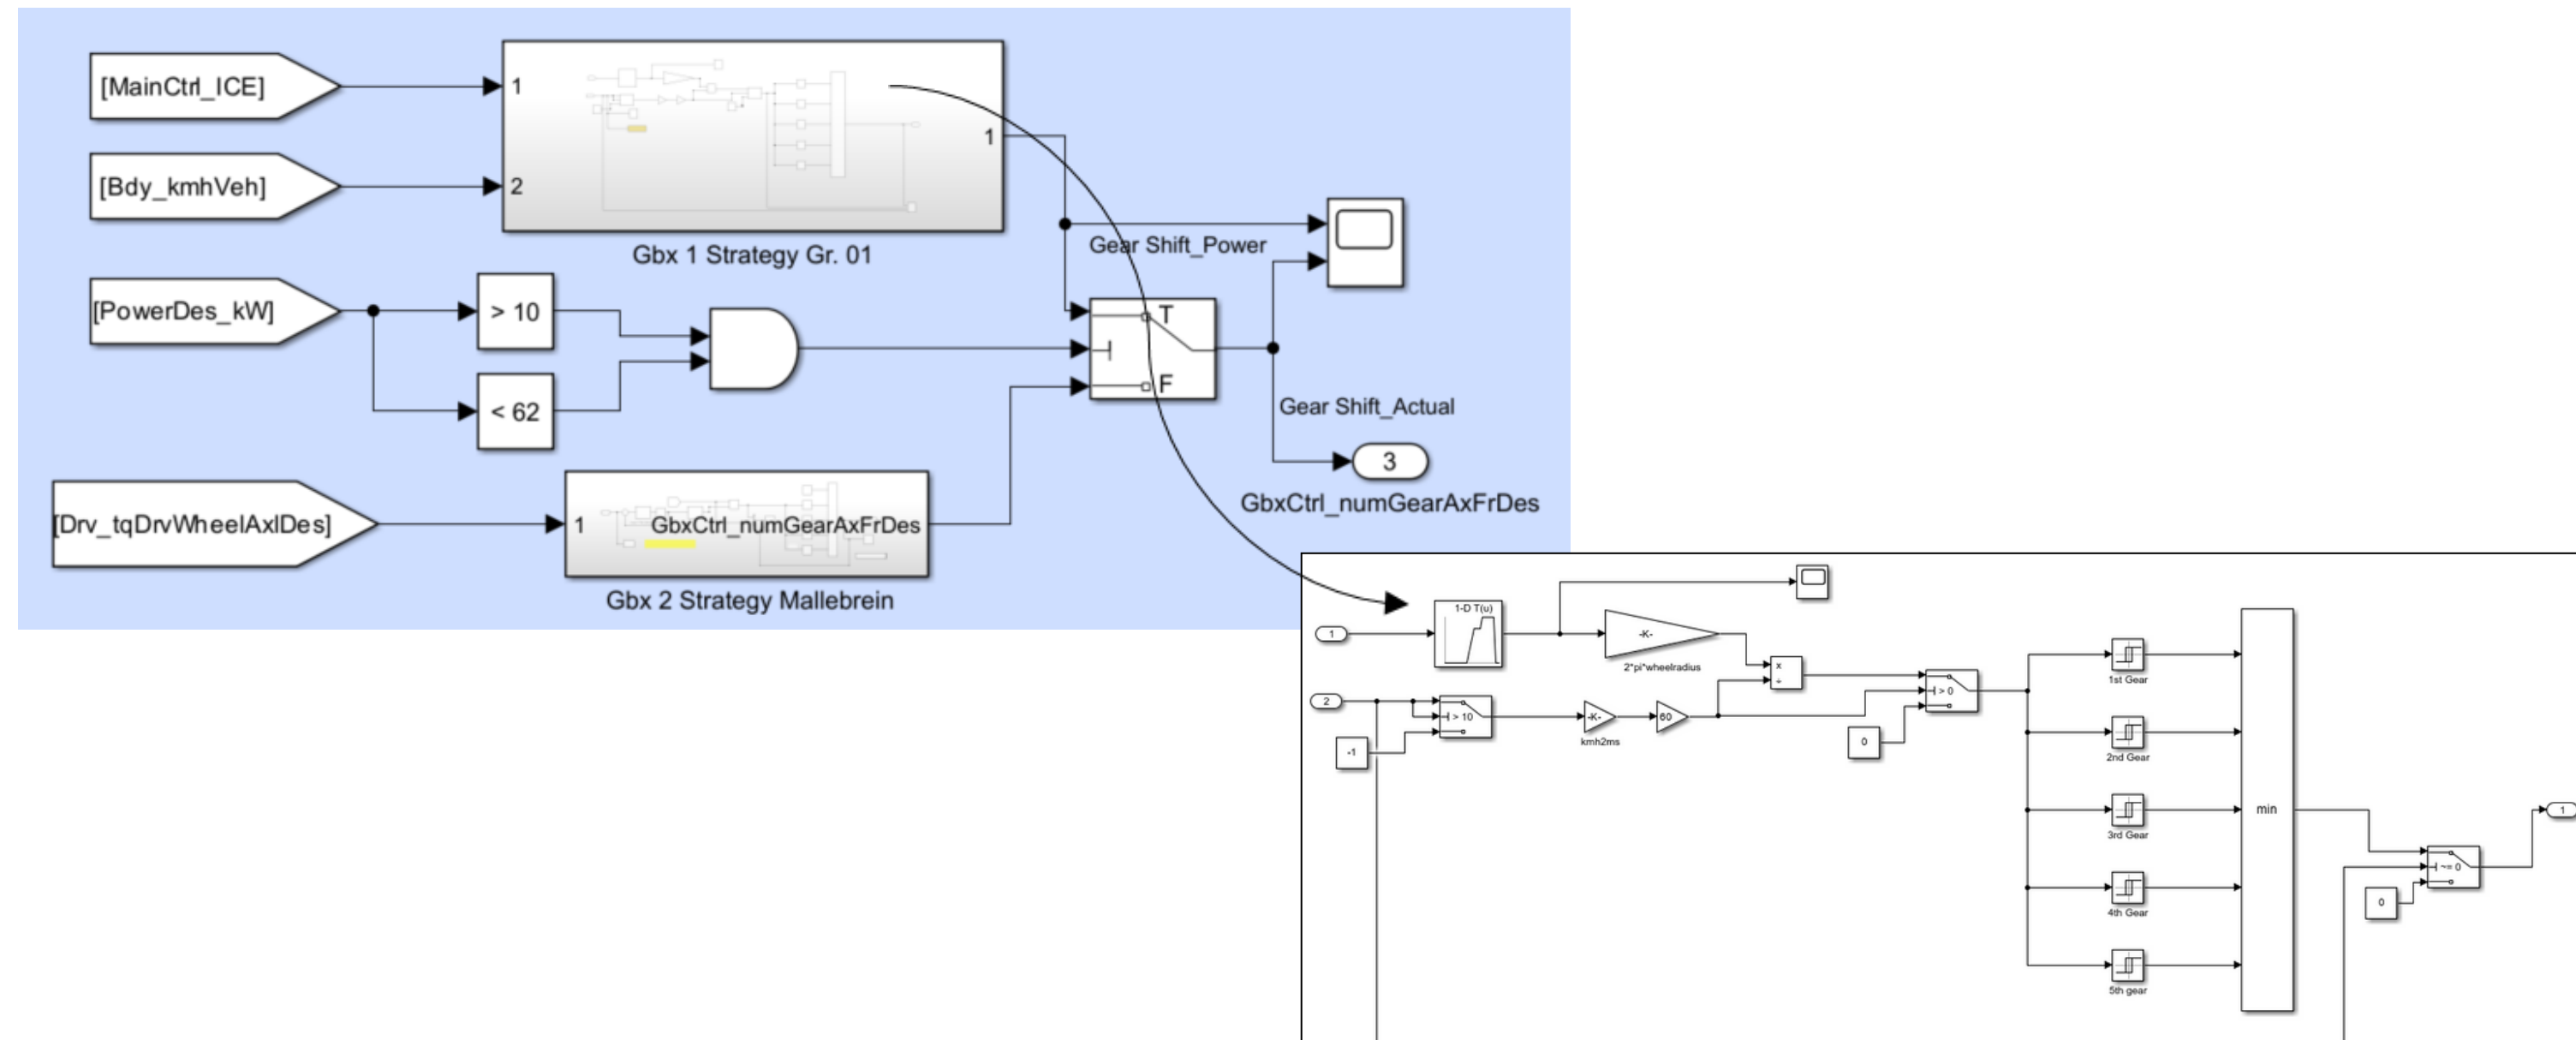 [MainCtrl_ICE]
1
[Bdy_kmhVeh]
2
1
Gbx 1 Strategy Gr. 01
Gear Shift_Power
[PowerDes_kW]
> 10
< 62
T
F
Gear Shift_Actual
3
GbxCtrl_numGearAxFrDes
[Drv_tqDrvWheelAxlDes]
1
GbxCtrl_numGearAxFrDes
Gbx 2 Strategy Mallebrein
1-D T(u)
1
-K-
2*pi*wheelradius
x
÷
2
> 10
-1
-K-
kmh2ms
60
> 0
0
1st Gear
2nd Gear
3rd Gear
4th Gear
5th gear
min
~= 0
0
1